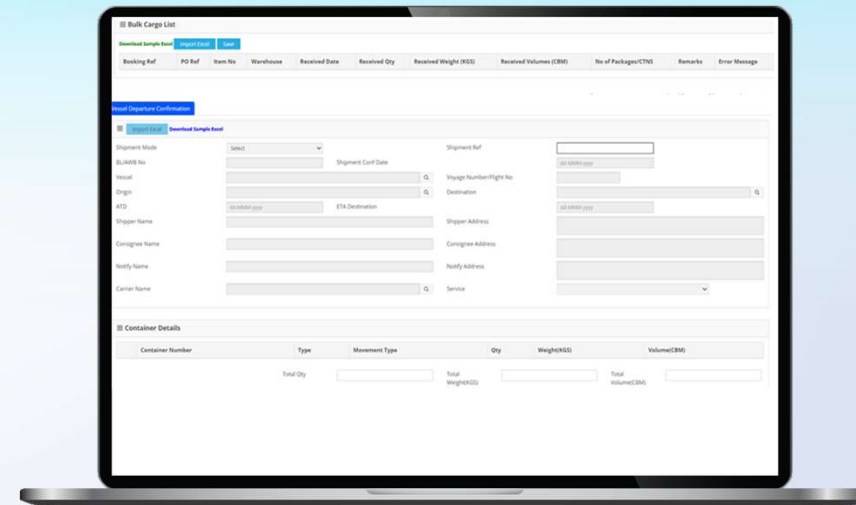 Bulk Cargo List
Download Sample Excel Import Excel Save
Booking Ref PO Ref Item No Warehouse Received Date Received Qty Received Weight (KGS) Received Volumes (CBM) No of Packages/CTNS Remarks Error Message
Vessel Departure Confirmation
Import Excel Download Sample Excel
Shipment Mode Select Shipment Ref
BL/AWB No Shipment Conf Date dd-MMM-yyyy
Vessel Voyage Number/Flight No
Origin Destination
ATD dd-MMM-yyyy ETA Destination dd-MMM-yyyy
Shipper Name Shipper Address
Consignee Name Consignee Address
Notify Name Notify Address
Carrier Name Service
Container Details
Container Number Type Movement Type Qty Weight(KGS) Volume(CBM)
Total Qty Total Weight(KGS) Total Volume(CBM)